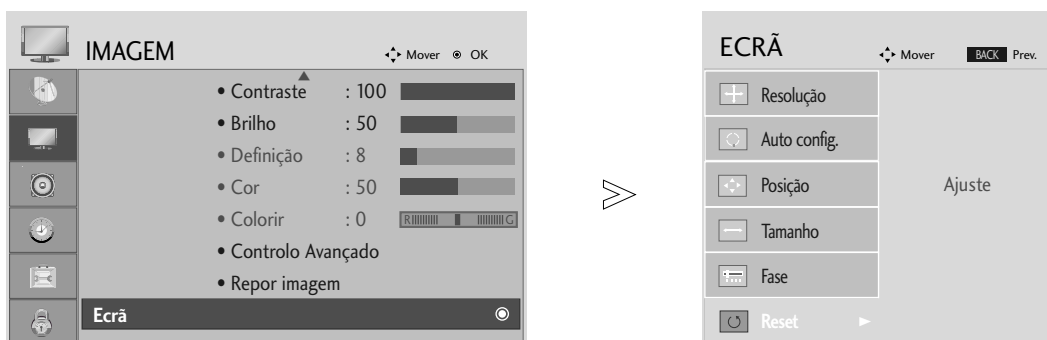 IMAGEM Mover OK
• Contraste : 100
• Brilho : 50
• Definição : 8
• Cor : 50
• Colorir : 0 R G
• Controlo Avançado
• Repor imagem
Ecrã
ECRÃ Mover BACK Prev.
Resolução
Auto config.
Posição
Ajuste
Tamanho
Fase
Reset